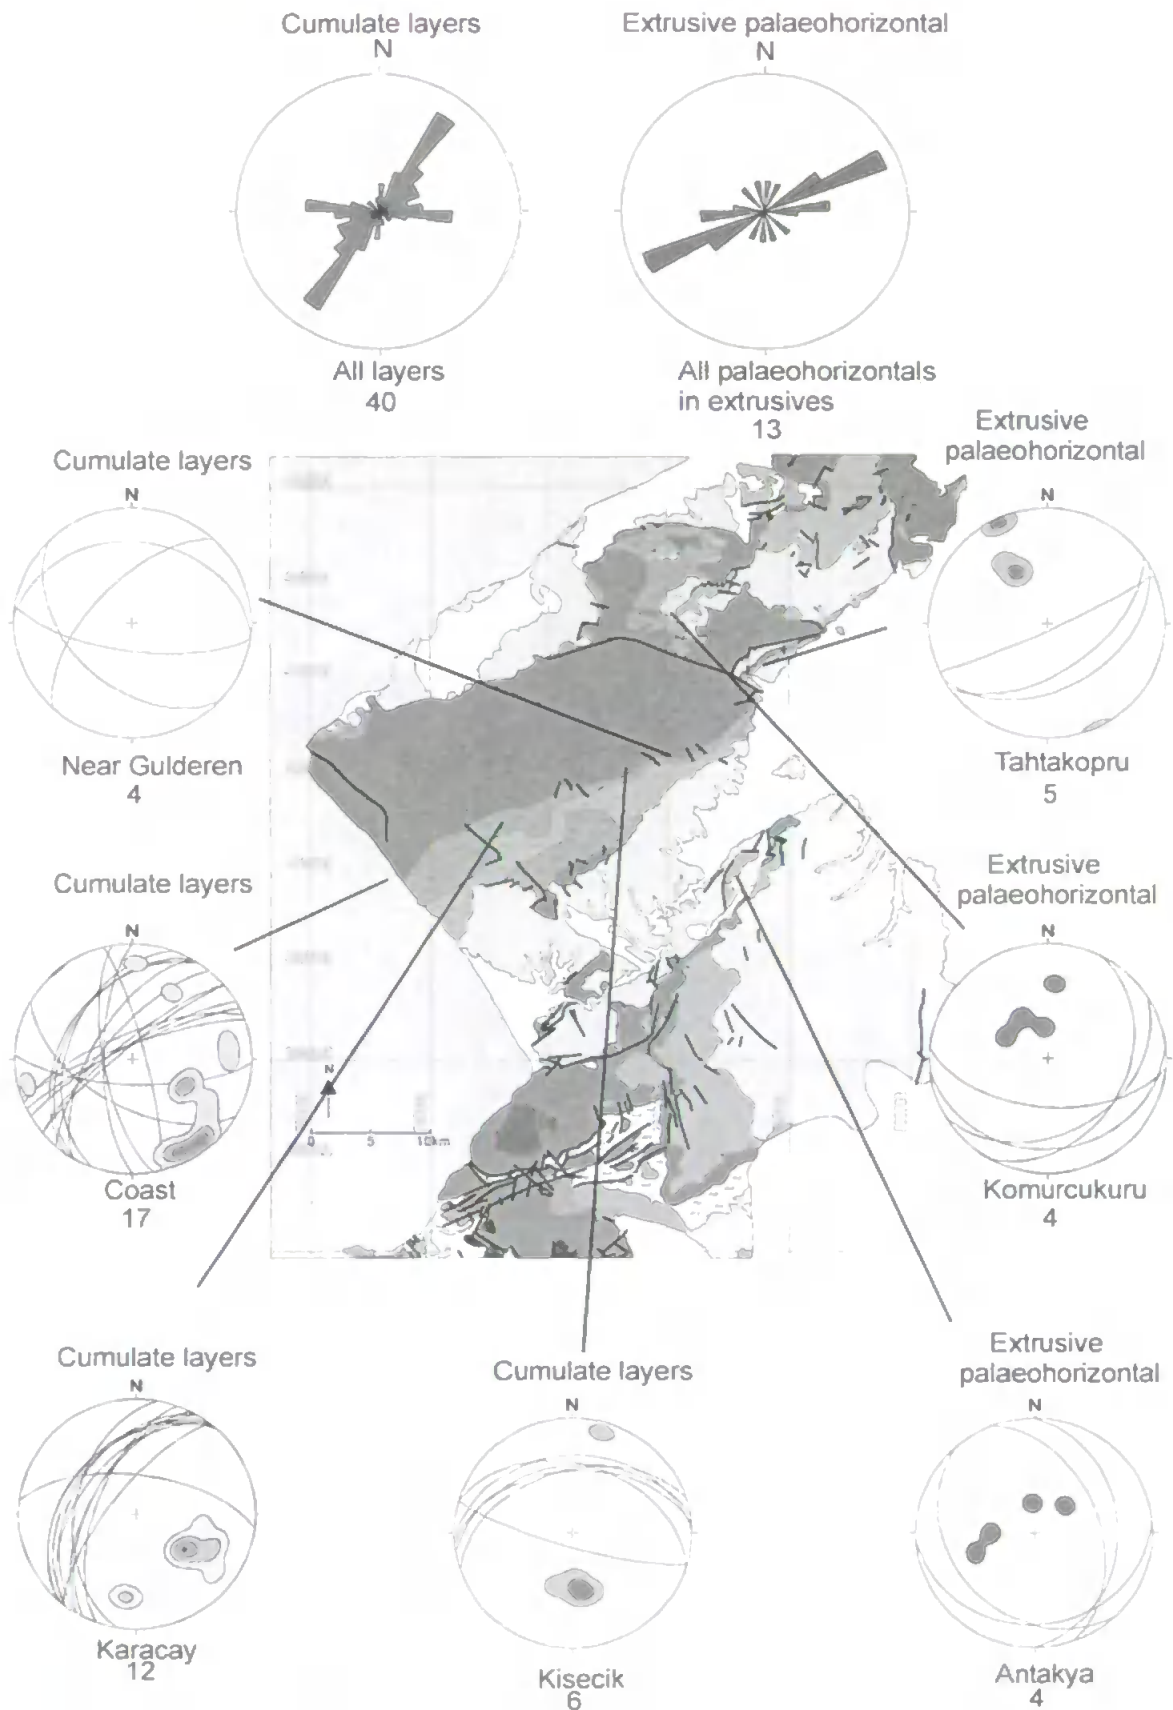 Cumulate layers
N
Extrusive palaeohorizontal
N
All layers
40
All palaeohorizontals
in extrusives
13
Cumulate layers
N
Near Gulderen
4
Extrusive
palaeohorizontal
N
Tahtakopru
5
Cumulate layers
N
Coast
17
Extrusive
palaeohorizontal
N
Komurcukuru
4
N
0 5 10km
Cumulate layers
N
Karacay
12
Cumulate layers
N
Kisecik
6
Extrusive
palaeohorizontal
N
Antakya
4